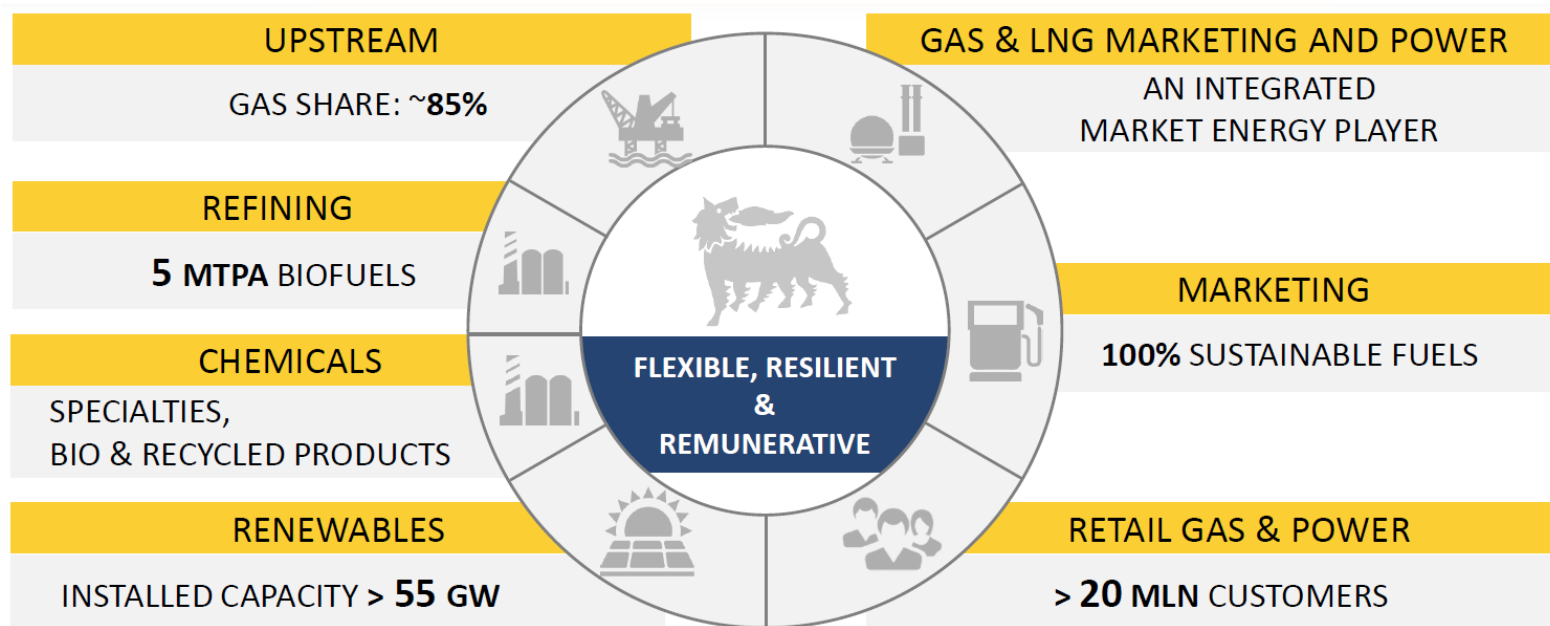 UPSTREAM
GAS SHARE: ~85%
REFINING
5 MTPA BIOFUELS
CHEMICALS
SPECIALTIES,
BIO & RECYCLED PRODUCTS
RENEWABLES
INSTALLED CAPACITY > 55 GW
FLEXIBLE, RESILIENT
&
REMUNERATIVE
GAS & LNG MARKETING AND POWER
AN INTEGRATED
MARKET ENERGY PLAYER
MARKETING
100% SUSTAINABLE FUELS
RETAIL GAS & POWER
> 20 MLN CUSTOMERS